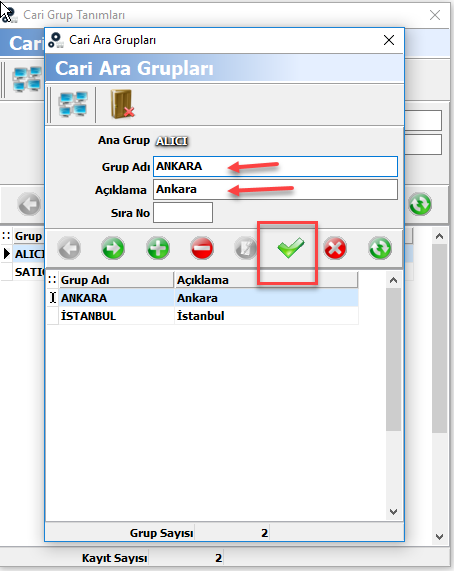 Cari Grup Tanımları
Cari Ara Grupları
Cari
Cari Ara Grupları
Ana Grup ALICI
Grup Adı ANKARA
Açıklama Ankara
Sıra No
Grup
ALICI
SATIC
Grup Adı Açıklama
ANKARA Ankara
İSTANBUL İstanbul
Grup Sayısı 2
Kayıt Sayısı 2